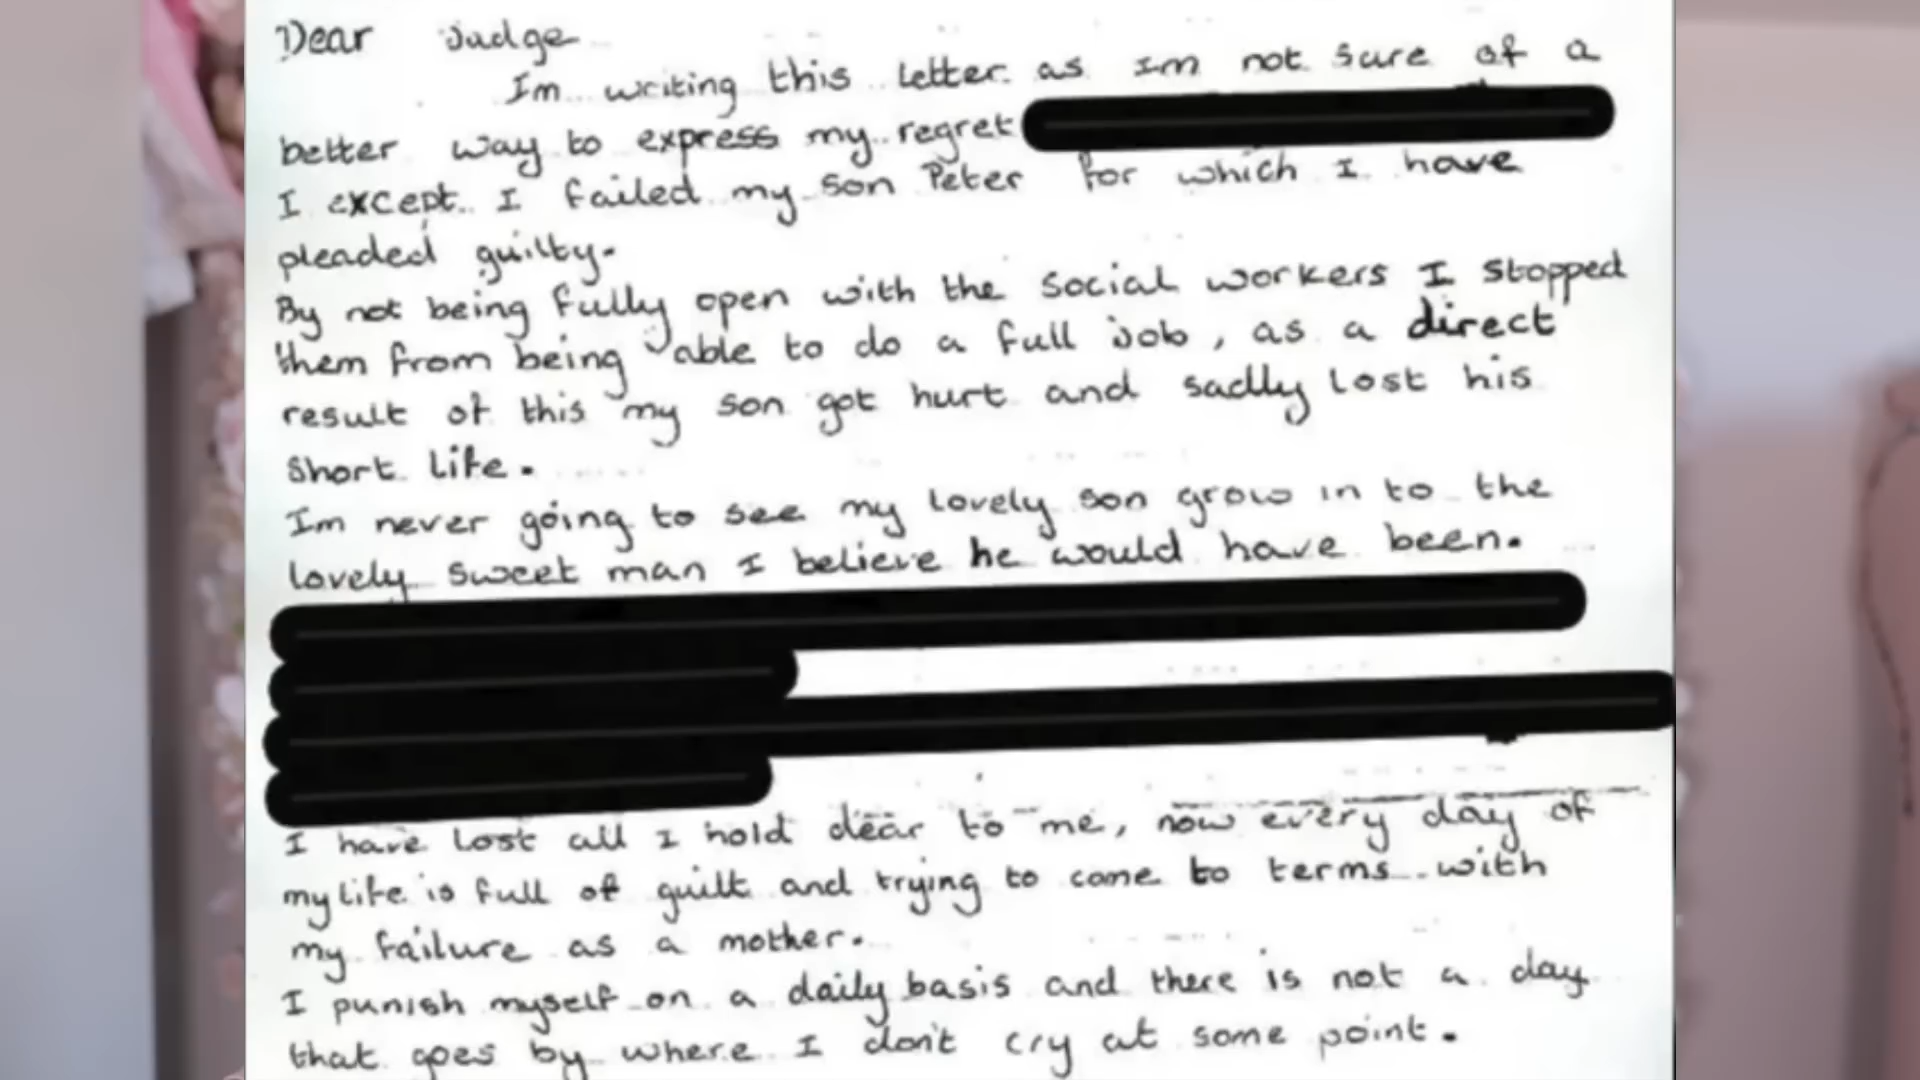 Dear Judge
Im writing this letter as Im not sure of a
better way to express my regret
I except I failed my son Peter for which I have
pleaded guilty.
By not being fully open with the social workers I stopped
them from being able to do a full job, as a direct
result of this my son got hurt and sadly lost his
short life.
Im never going to see my lovely son grow in to the
lovely sweet man I believe he would have been.
I have lost all I hold dear to me, now every day of
my life is full of guilt and trying to come to terms with
my failure as a mother.
I punish myself on a daily basis and there is not a day
that goes by where I don't cry at some point.